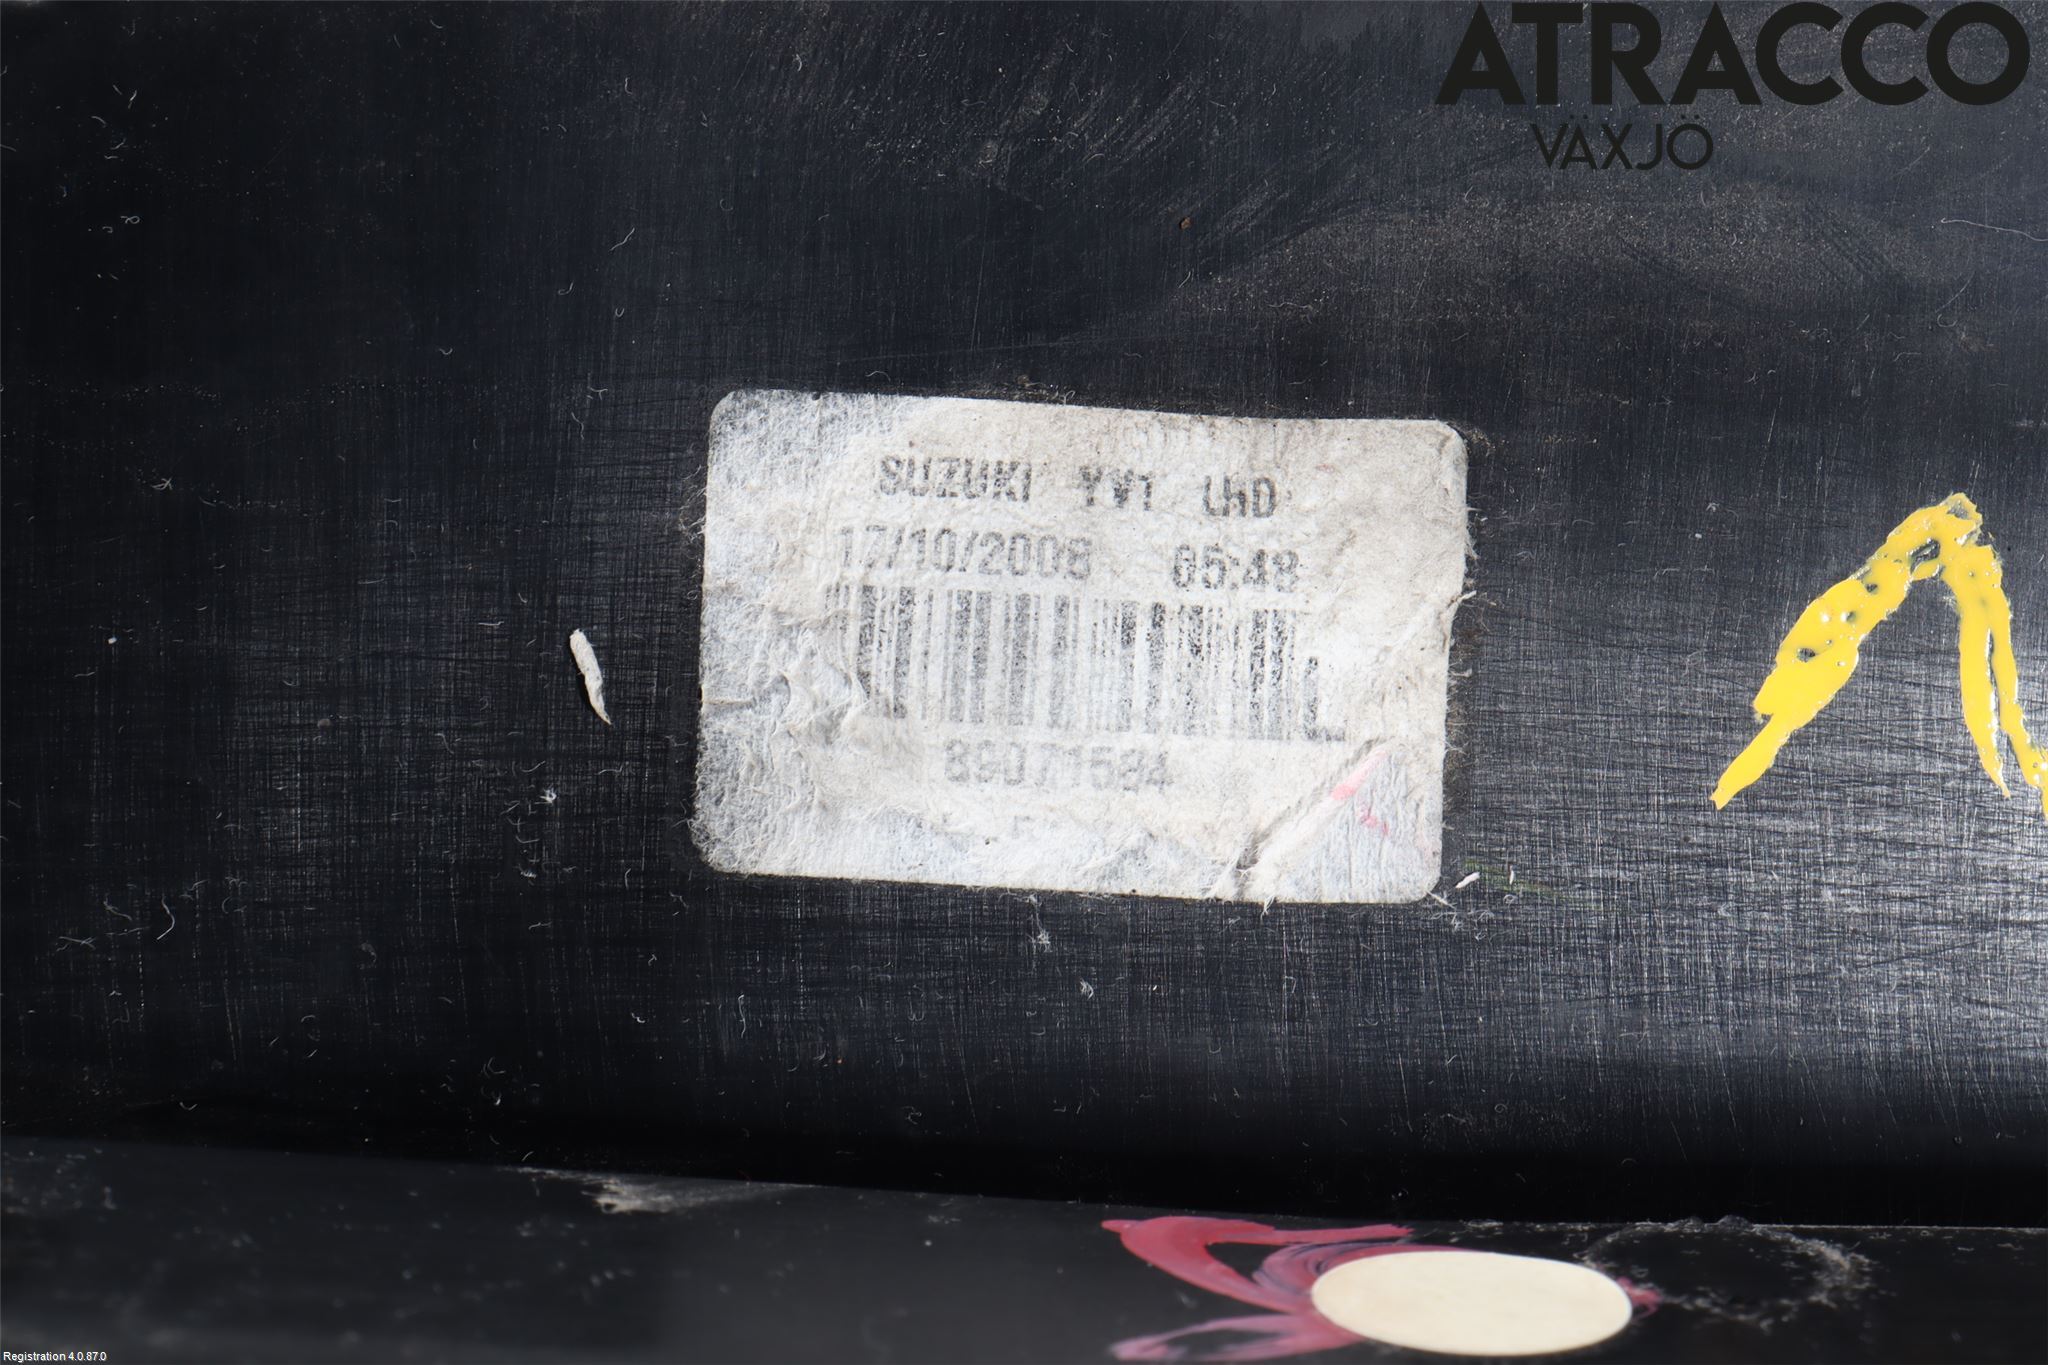 ATRACCO
VÄXJÖ
SUZUKI YV1 LHD
17/10/2008 05:48
89071584
Registration 4.0.87.0